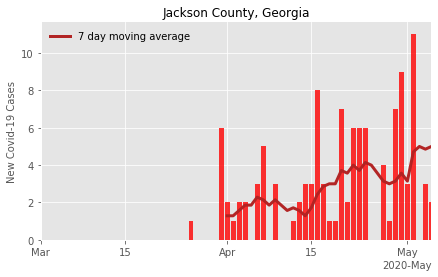 Jackson County, Georgia
7 day moving average
New Covid-19 Cases
10
8
6
4
2
0
Mar
15
Apr
15
May
2020-May